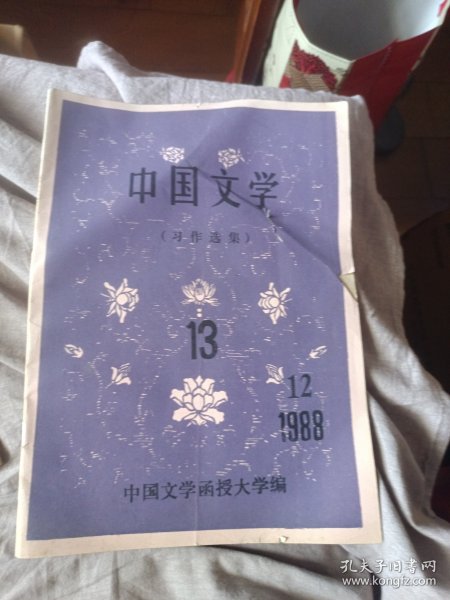 中国文学
（习作选集）
13
12
1988
中国文学函授大学编
孔夫子旧书网
www.kongfz.com